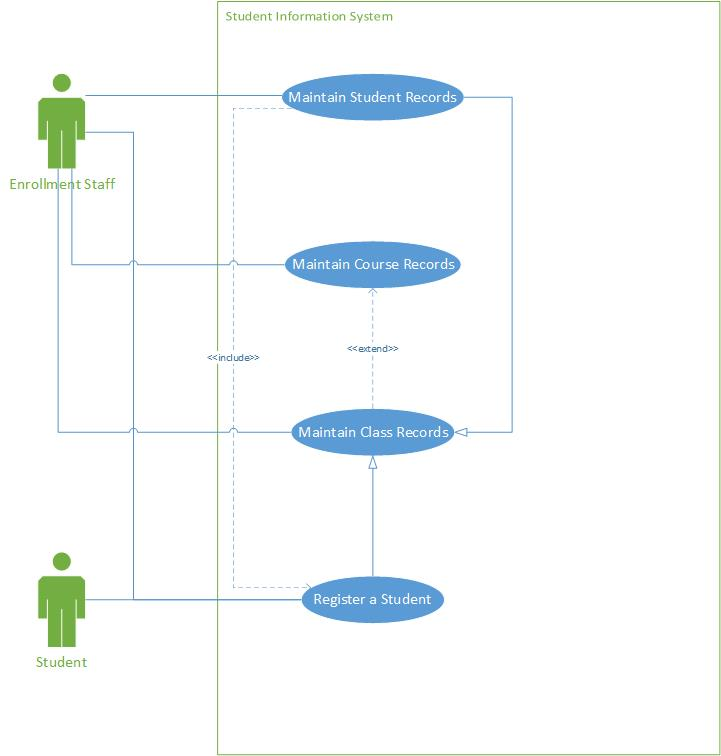 Student Information System
Maintain Student Records
Enrollment Staff
Maintain Course Records
<<extend>>
<<include>>
Maintain Class Records
Register a Student
Student